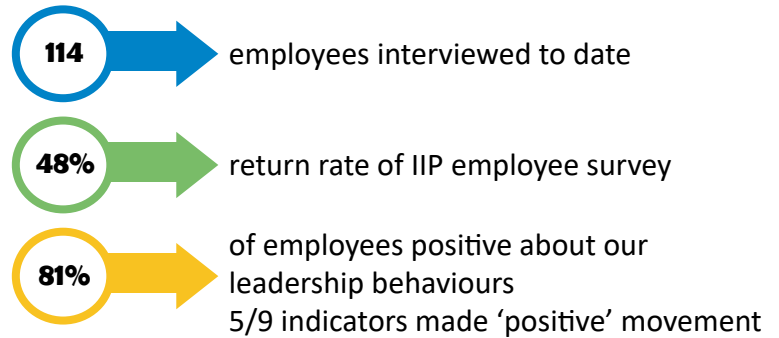 114
employees interviewed to date
48%
return rate of IIP employee survey
81%
of employees positive about our
leadership behaviours
5/9 indicators made ‘positive’ movement